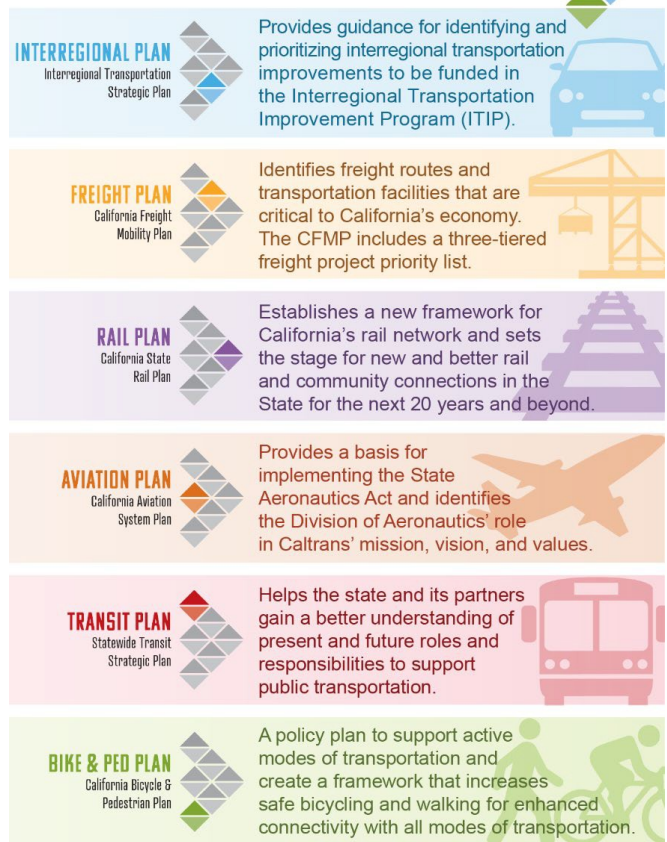 INTERREGIONAL PLAN
Interregional Transportation
Strategic Plan
Provides guidance for identifying and
prioritizing interregional transportation
improvements to be funded in
the Interregional Transportation
Improvement Program (ITIP).
FREIGHT PLAN
California Freight
Mobility Plan
Identifies freight routes and
transportation facilities that are
critical to California's economy.
The CFMP includes a three-tiered
freight project priority list.
RAIL PLAN
California State
Rail Plan
Establishes a new framework for
California's rail network and sets
the stage for new and better rail
and community connections in the
State for the next 20 years and beyond.
AVIATION PLAN
California Aviation
System Plan
Provides a basis for
implementing the State
Aeronautics Act and identifies
the Division of Aeronautics' role
in Caltrans' mission, vision, and values.
TRANSIT PLAN
Statewide Transit
Strategic Plan
Helps the state and its partners
gain a better understanding of
present and future roles and
responsibilities to support
public transportation.
BIKE & PED PLAN
California Bicycle &
Pedestrian Plan
A policy plan to support active
modes of transportation and
create a framework that increases
safe bicycling and walking for enhanced
connectivity with all modes of transportation.